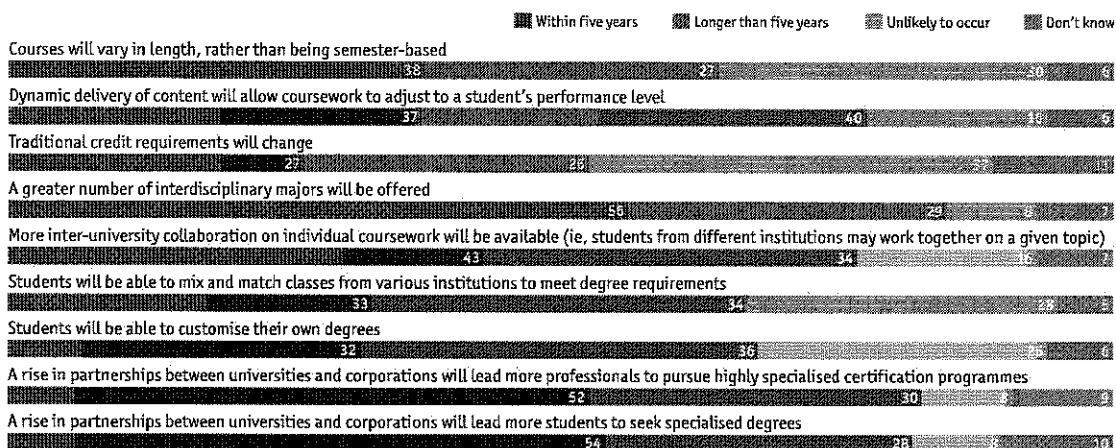 Within five years Longer than five years Unlikely to occur Don't know
Courses will vary in length, rather than being semester-based
38 27 30 6
Dynamic delivery of content will allow coursework to adjust to a student's performance level
37 40 6
Traditional credit requirements will change
27 26 37
A greater number of interdisciplinary majors will be offered
56 29 8 7
More inter-university collaboration on individual coursework will be available (ie, students from different institutions may work together on a given topic)
43 34 16 7
Students will be able to mix and match classes from various institutions to meet degree requirements
33 34 28 5
Students will be able to customise their own degrees
32 36 6
A rise in partnerships between universities and corporations will lead more professionals to pursue highly specialised certification programmes
52 30 8 9
A rise in partnerships between universities and corporations will lead more students to seek specialised degrees
54 28 8 10